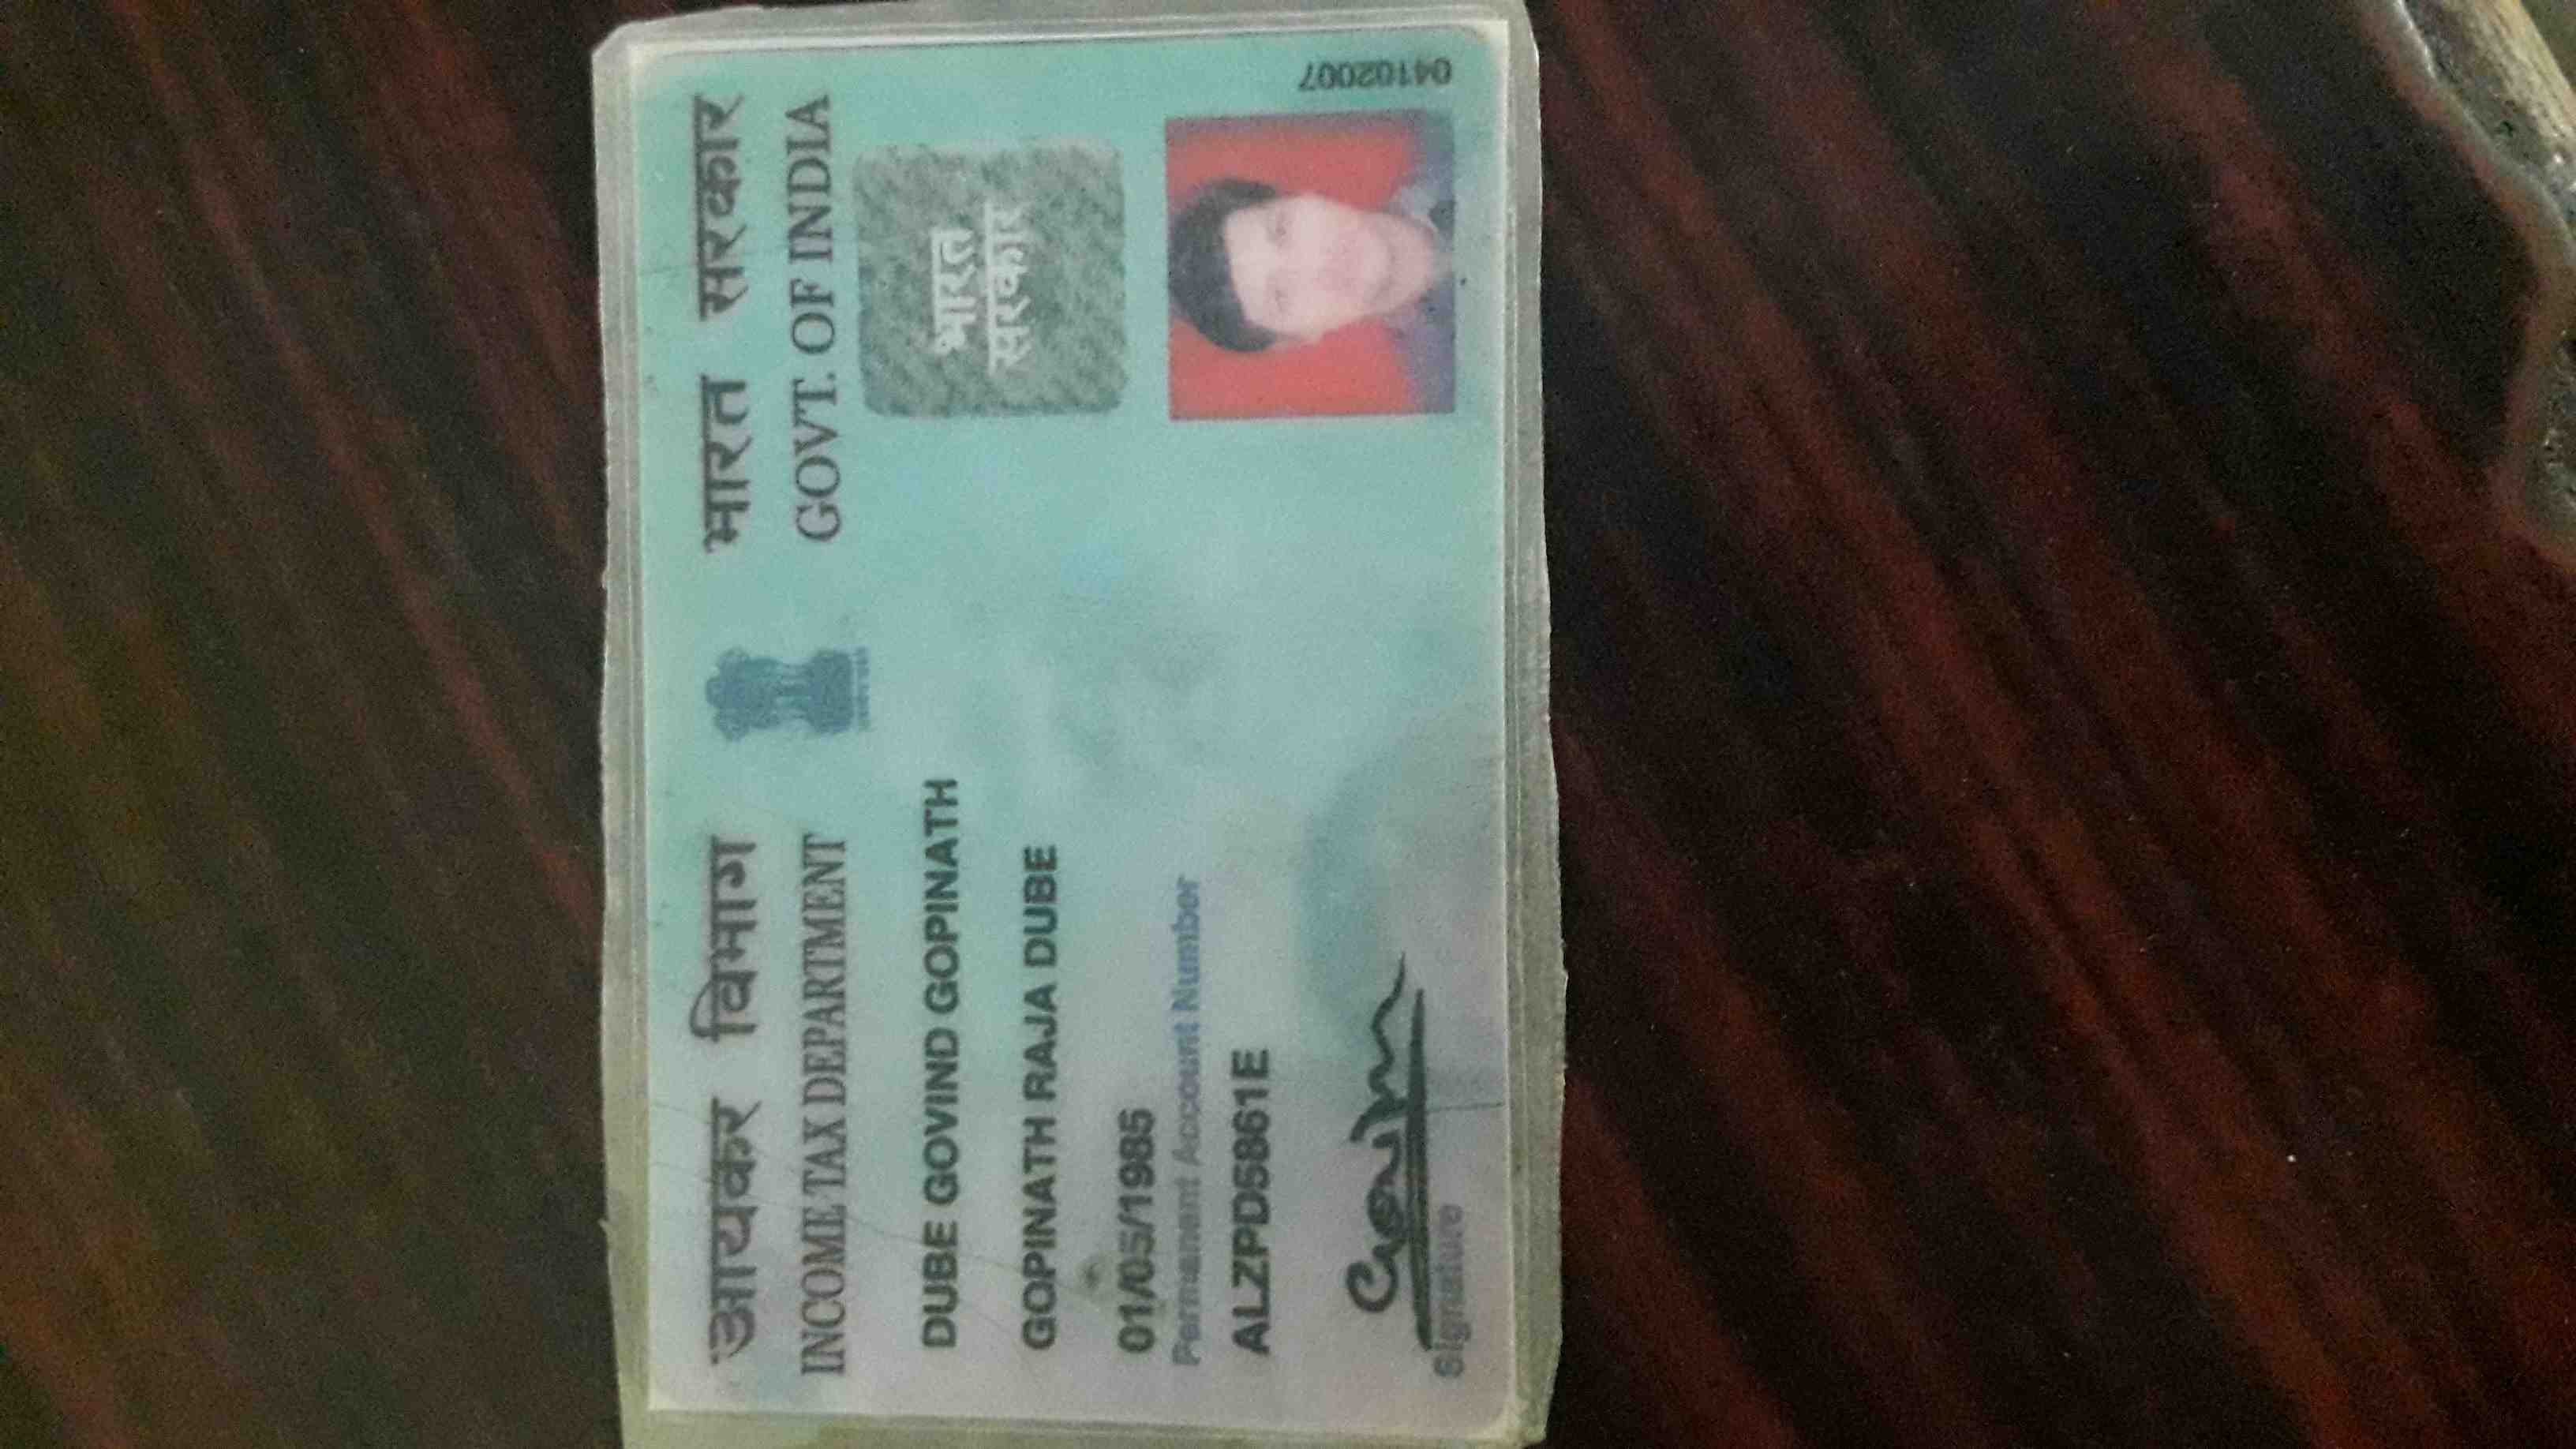 आयकर विभाग भारत सरकार
INCOME TAX DEPARTMENT GOVT. OF INDIA
DUBE GOVIND GOPINATH
GOPINATH RAJA DUBE
01/05/1985
Permanent Account Number
ALZPD5861E
Signature
भारत
सरकार
04102007